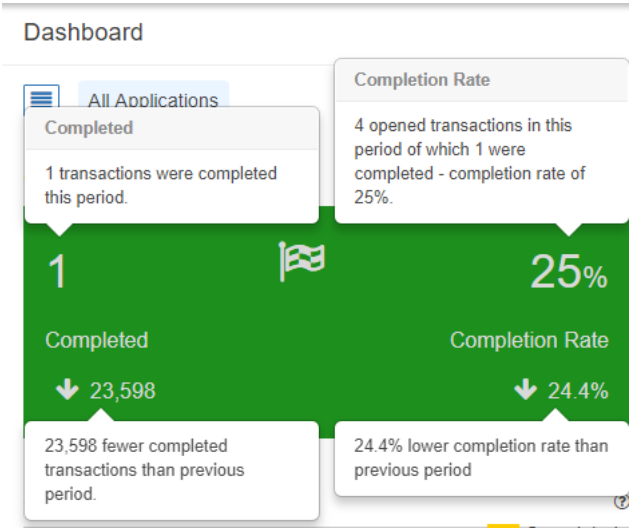 Dashboard
All Applications
Completed
1 transactions were completed
this period.
Completion Rate
4 opened transactions in this
period of which 1 were
completed - completion rate of
25%.
1
25%
Completed
Completion Rate
23,598
24.4%
23,598 fewer completed
transactions than previous
period.
24.4% lower completion rate than
previous period
?